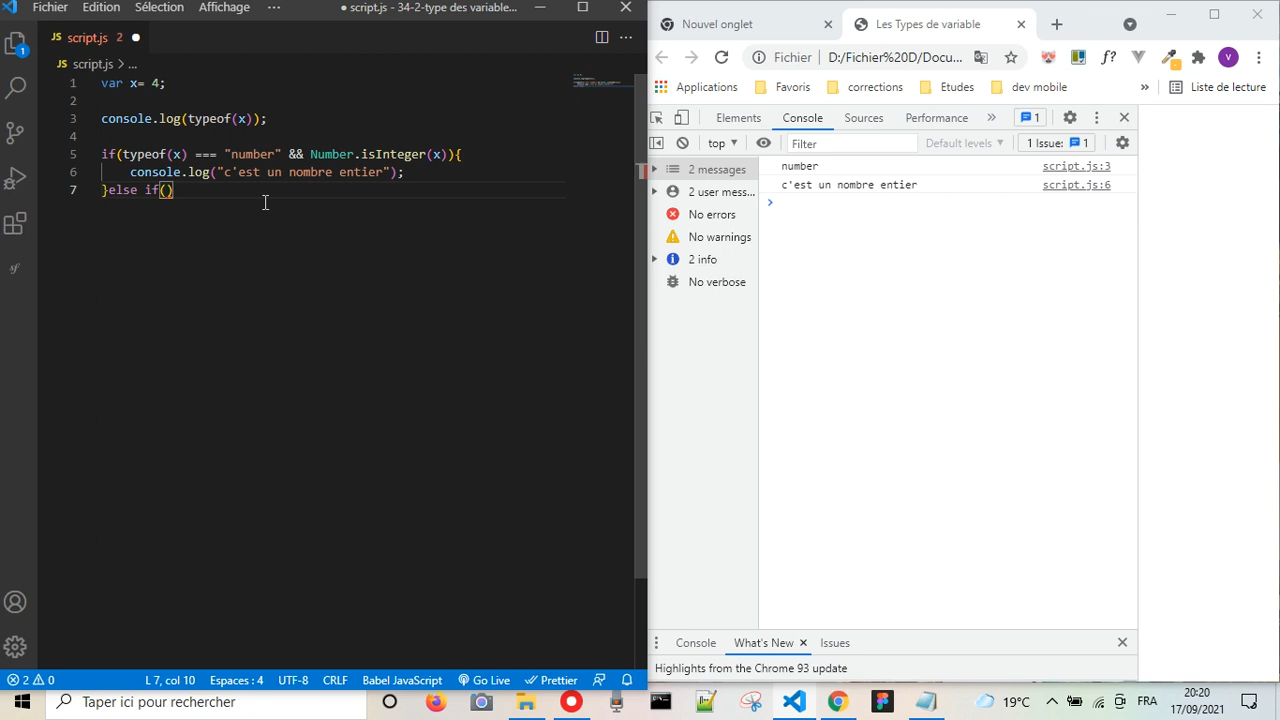 Fichier Edition Sélection Affichage ● script.js - 34-2-type des variable...
script.js 2
script.js > ...
1 var x= 4;
2
3 console.log(typeof(x));
4
5 if(typeof(x) === "number" && Number.isInteger(x)){
6 console.log("c'est un nombre entier");
7 }else if()
L 7, col 10 Espaces : 4 UTF-8 CRLF Babel JavaScript Go Live Prettier
2 0
1
Nouvel onglet Les Types de variable
Fichier D:/Fichier%20D/Docu...
Applications Favoris corrections Etudes dev mobile » Liste de lecture
Elements Console Sources Performance » 1
top Filter Default levels 1 Issue: 1
2 messages
2 user mess...
No errors
No warnings
2 info
No verbose
number script.js:3
c'est un nombre entier script.js:6
Console What's New Issues
Highlights from the Chrome 93 update
Taper ici pour rechercher
19°C FRA 20:20
17/09/2021